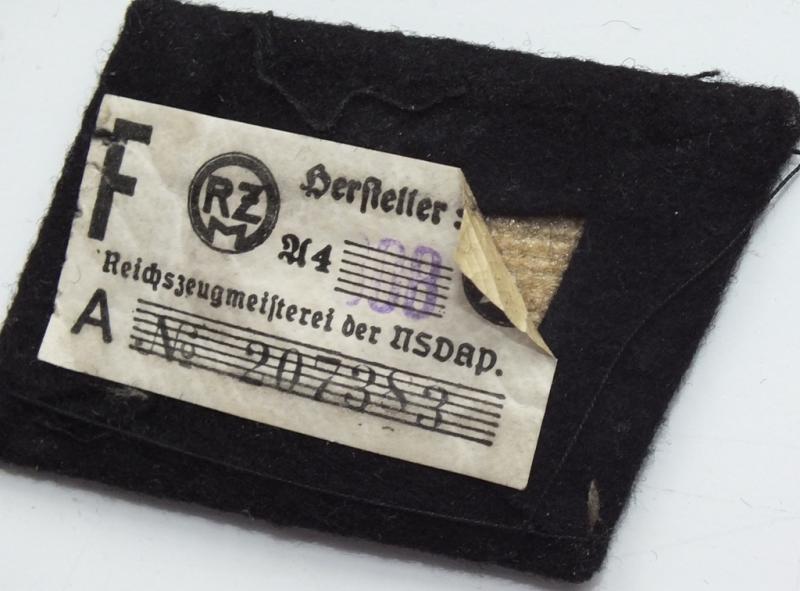 F
RZM
Hersteller :
A4
Reichszeugmeisterei der NSDAP.
A
No 207383